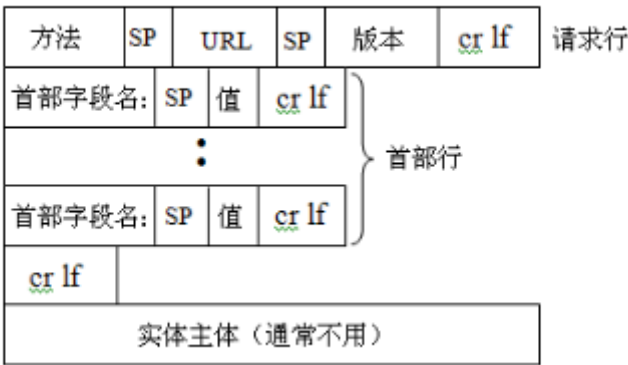 方法 SP URL SP 版本 cr lf 请求行
首部字段名: SP 值 cr lf
首部行
首部字段名: SP 值 cr lf
cr lf
实体主体（通常不用）